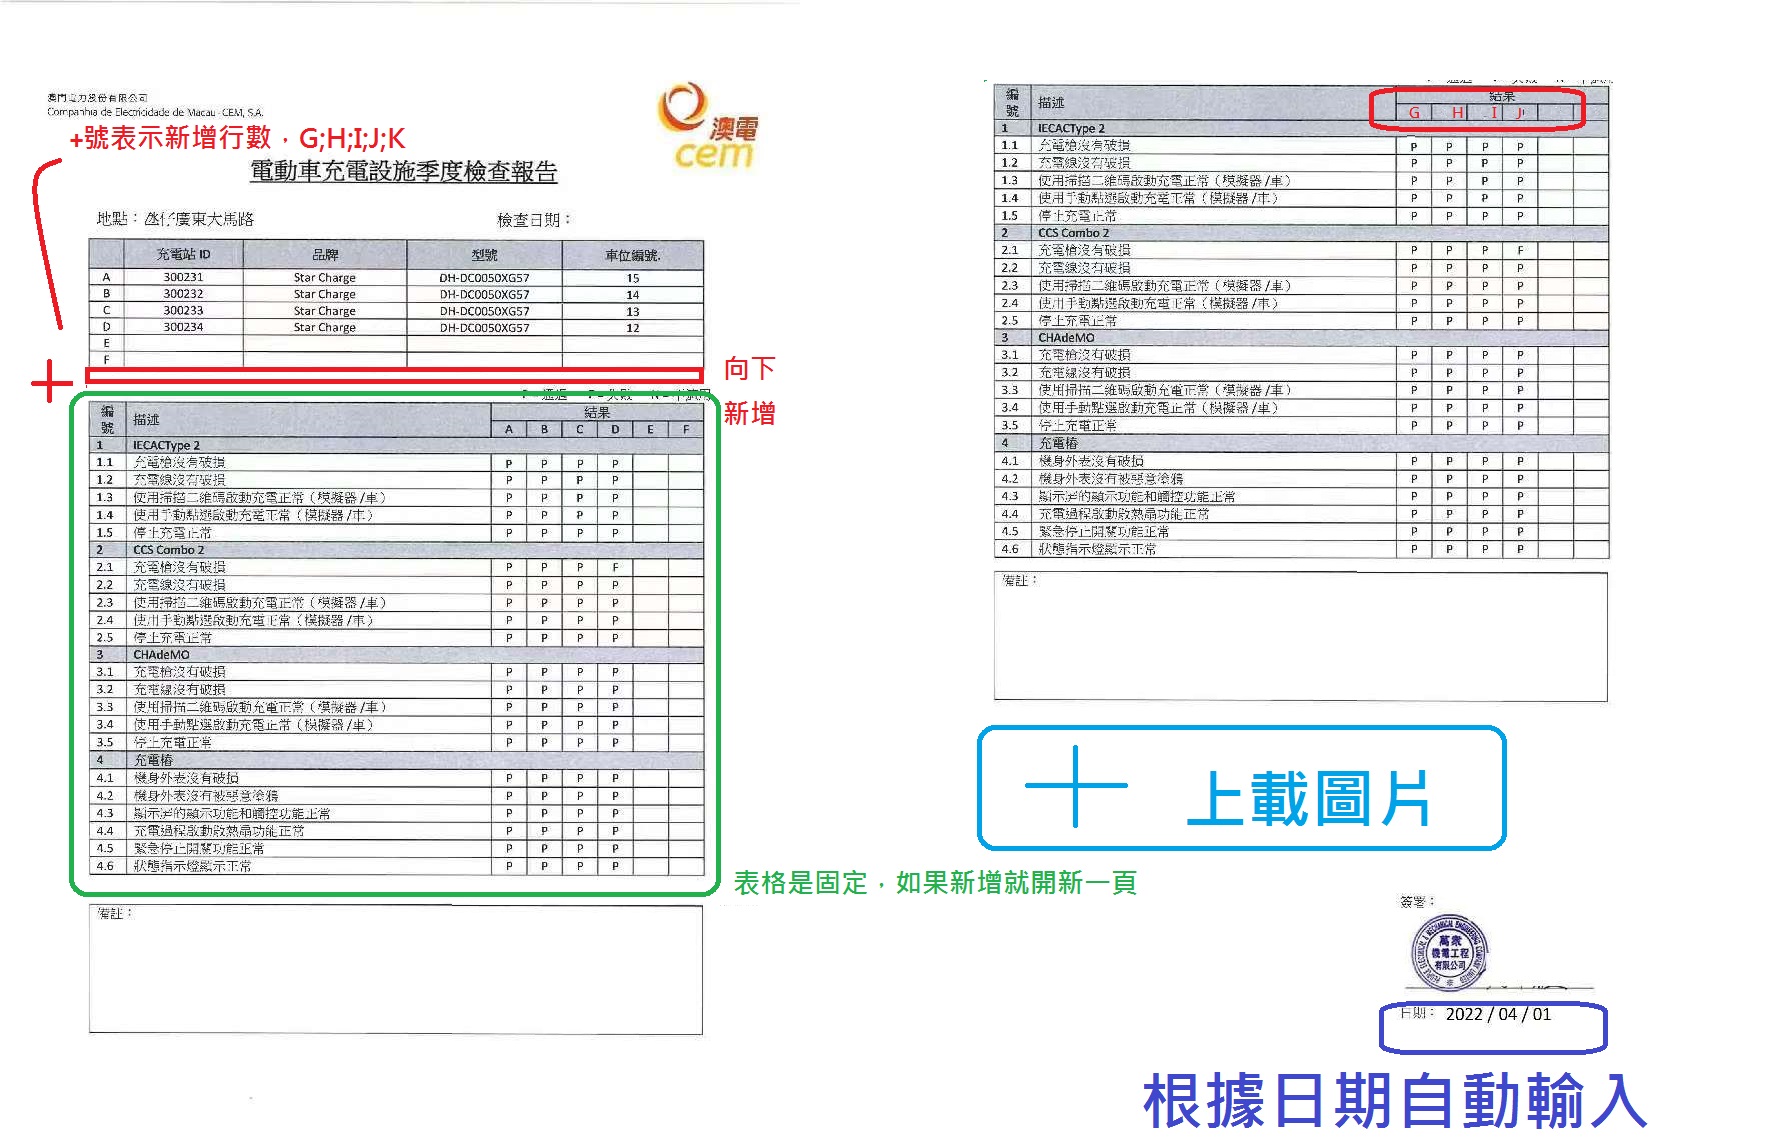 澳門電力股份有限公司
Companhia de Electricidade de Macau - CEM, S.A.
澳電
cem
+號表示新增行數，G;H;I;J;K
電動車充電設施季度檢查報告
地點：氹仔廣東大馬路 檢查日期：
充電站 ID 品牌 型號 車位編號.
A 300231 Star Charge DH-DC0050XG57 15
B 300232 Star Charge DH-DC0050XG57 14
C 300233 Star Charge DH-DC0050XG57 13
D 300234 Star Charge DH-DC0050XG57 12
E
F
向下
新增
編號 描述 結果
A B C D E F
1 IECACType 2
1.1 充電槍沒有破損 P P P P
1.2 充電線沒有破損 P P P P
1.3 使用掃描二維碼啟動充電正常（模擬器/車） P P P P
1.4 使用手動點選啟動充電正常（模擬器/車） P P P P
1.5 停止充電正常 P P P P
2 CCS Combo 2
2.1 充電槍沒有破損 P P P F
2.2 充電線沒有破損 P P P P
2.3 使用掃描二維碼啟動充電正常（模擬器/車） P P P P
2.4 使用手動點選啟動充電正常（模擬器/車） P P P P
2.5 停止充電正常 P P P P
3 CHAdeMO
3.1 充電槍沒有破損 P P P P
3.2 充電線沒有破損 P P P P
3.3 使用掃描二維碼啟動充電正常（模擬器/車） P P P P
3.4 使用手動點選啟動充電正常（模擬器/車） P P P P
3.5 停止充電正常 P P P P
4 充電樁
4.1 機身外表沒有破損 P P P P
4.2 機身外表沒有被惡意塗鴉 P P P P
4.3 顯示屏的顯示功能和觸控功能正常 P P P P
4.4 充電過程啟動散熱扇功能正常 P P P P
4.5 緊急停止開關功能正常 P P P P
4.6 狀態指示燈顯示正常 P P P P
表格是固定，如果新增就開新一頁
備註：
編號 描述 結果
G H I J
1 IECACType 2
1.1 充電槍沒有破損 P P P P
1.2 充電線沒有破損 P P P P
1.3 使用掃描二維碼啟動充電正常（模擬器/車） P P P P
1.4 使用手動點選啟動充電正常（模擬器/車） P P P P
1.5 停止充電正常 P P P P
2 CCS Combo 2
2.1 充電槍沒有破損 P P P F
2.2 充電線沒有破損 P P P P
2.3 使用掃描二維碼啟動充電正常（模擬器/車） P P P P
2.4 使用手動點選啟動充電正常（模擬器/車） P P P P
2.5 停止充電正常 P P P P
3 CHAdeMO
3.1 充電槍沒有破損 P P P P
3.2 充電線沒有破損 P P P P
3.3 使用掃描二維碼啟動充電正常（模擬器/車） P P P P
3.4 使用手動點選啟動充電正常（模擬器/車） P P P P
3.5 停止充電正常 P P P P
4 充電樁
4.1 機身外表沒有破損 P P P P
4.2 機身外表沒有被惡意塗鴉 P P P P
4.3 顯示屏的顯示功能和觸控功能正常 P P P P
4.4 充電過程啟動散熱扇功能正常 P P P P
4.5 緊急停止開關功能正常 P P P P
4.6 狀態指示燈顯示正常 P P P P
備註：
上載圖片
簽署：
萬眾
機電工程
有限公司
日期： 2022 / 04 / 01
根據日期自動輸入